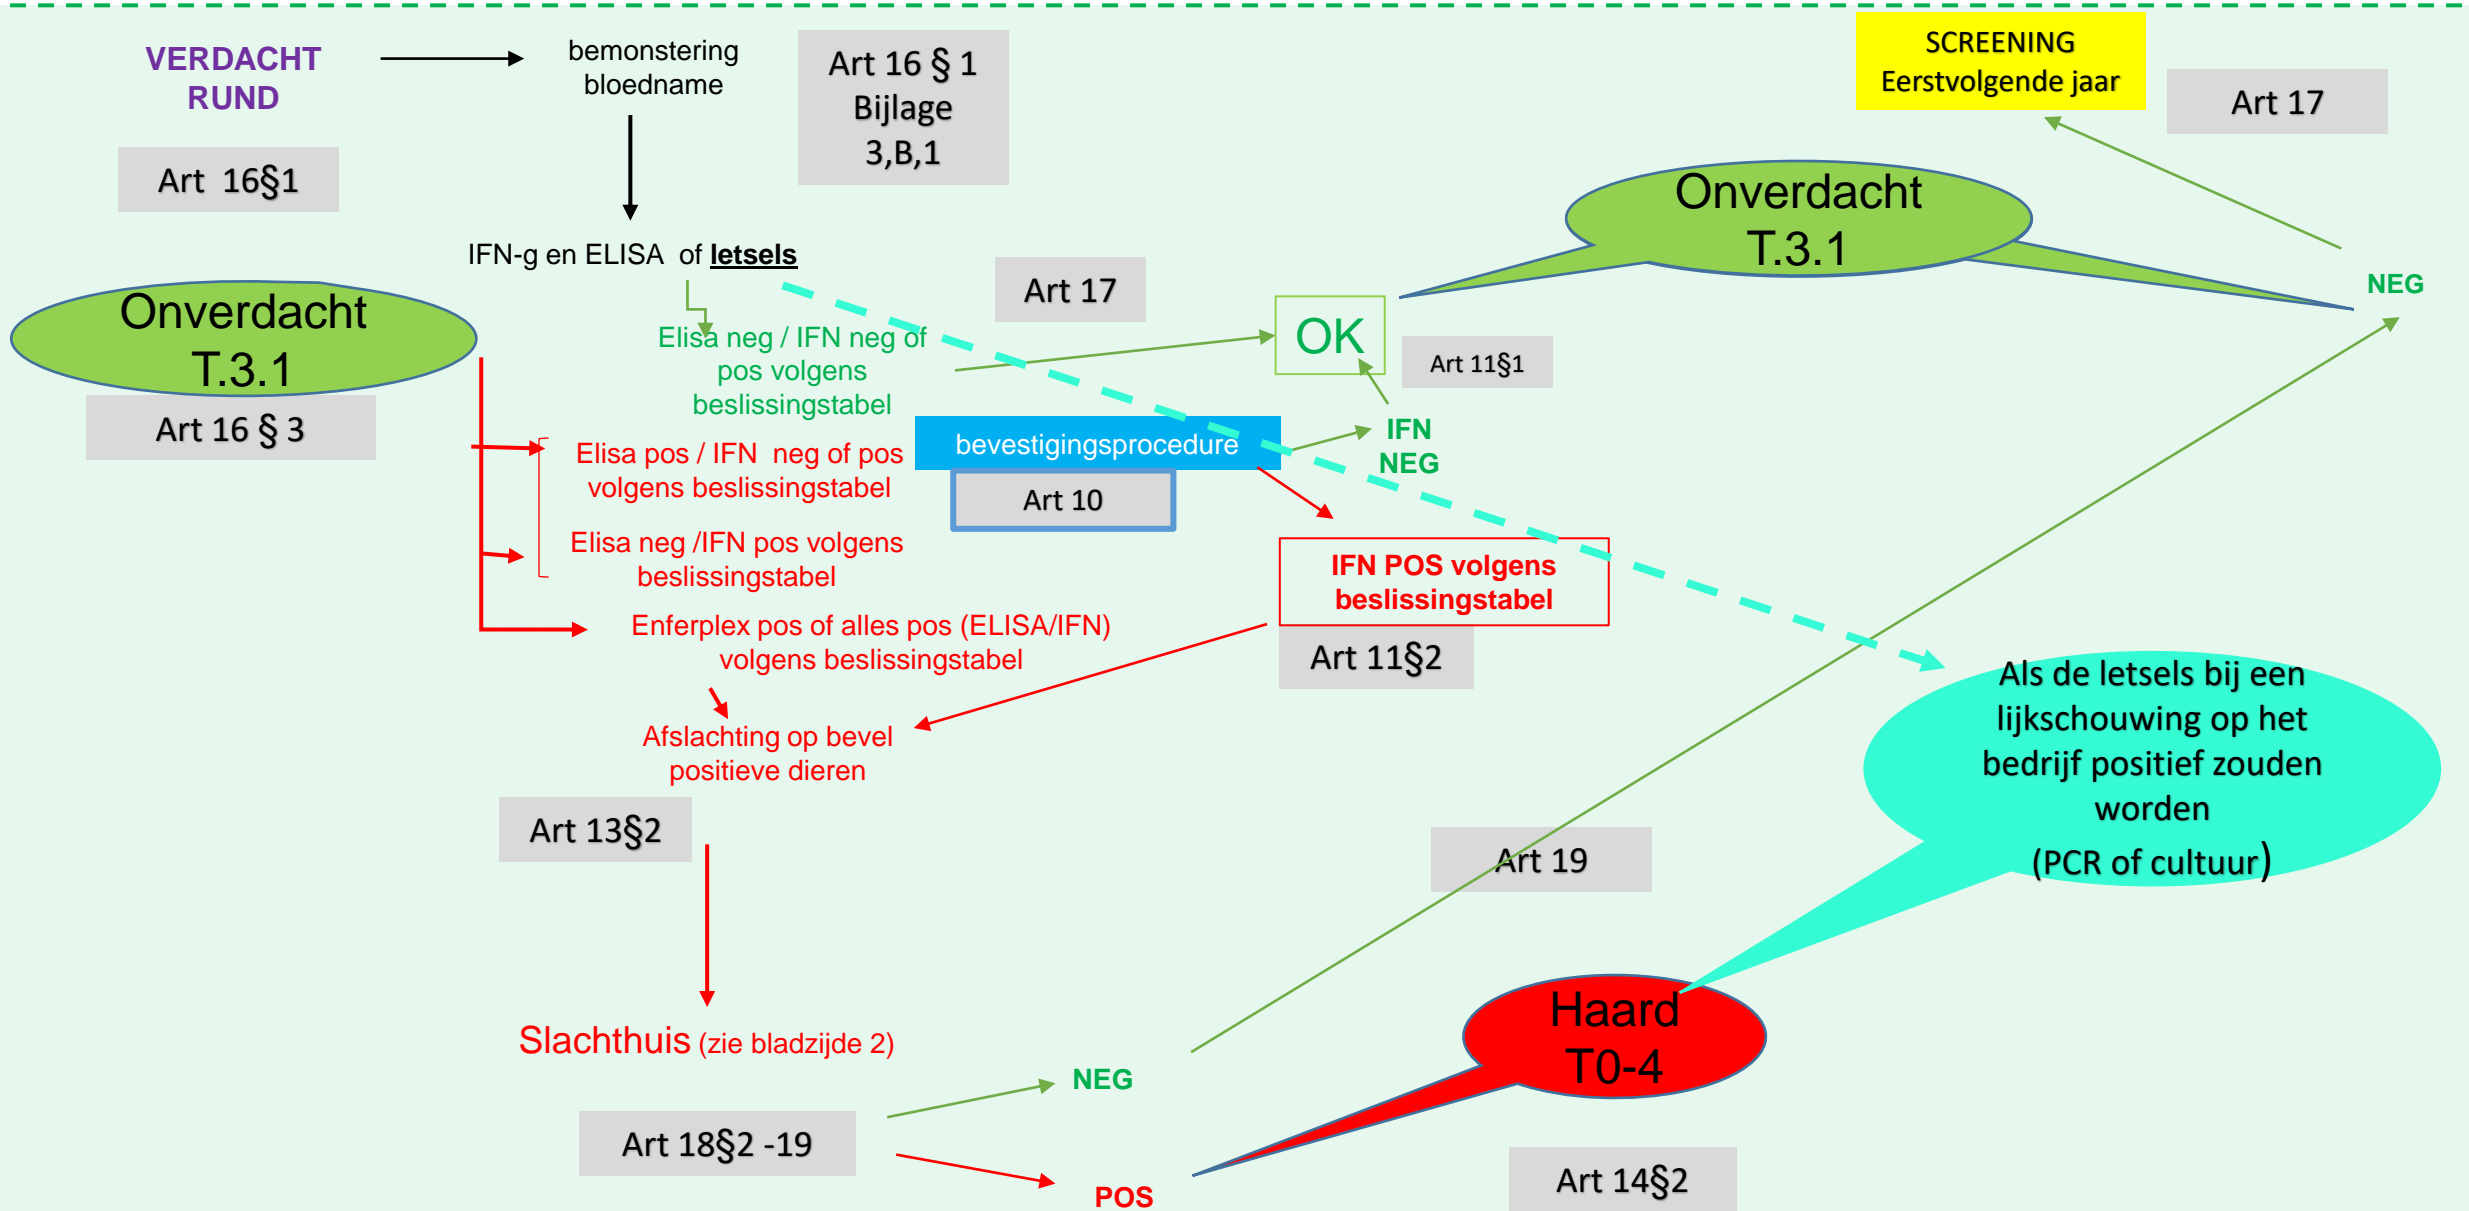 VERDACHT
RUND
bemonstering
bloedname
Art 16 § 1
Bijlage
3,B,1
SCREENING
Eerstvolgende jaar
Art 17
Art  16§1
Onverdacht
T.3.1
IFN-g en ELISA  of letsels
Art 17
NEG
Onverdacht
T.3.1
Elisa neg / IFN neg of
pos volgens
beslissingstabel
OK
Art 11§1
Art 16 § 3
Elisa pos / IFN  neg of pos
volgens beslissingstabel
bevestigingsprocedure
Art 10
IFN
NEG
Elisa neg /IFN pos volgens
beslissingstabel
IFN POS volgens
beslissingstabel
Enferplex pos of alles pos (ELISA/IFN)
volgens beslissingstabel
Art 11§2
Afslachting op bevel
positieve dieren
Als de letsels bij een
lijkschouwing op het
bedrijf positief zouden
worden
(PCR of cultuur)
Art 13§2
Art 19
Slachthuis (zie bladzijde 2)
Haard
T0-4
NEG
Art 18§2 -19
POS
Art 14§2